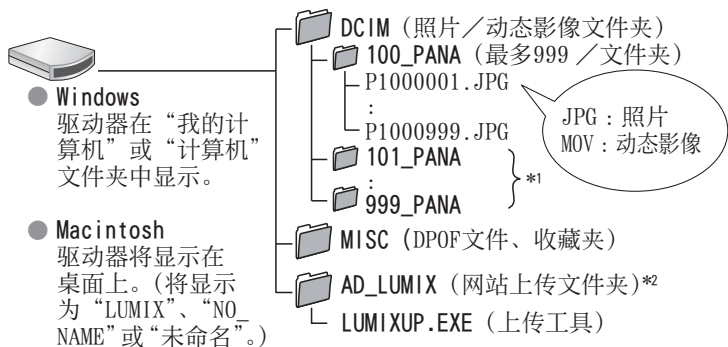 ● Windows
驱动器在“我的计
算机”或“计算机”
文件夹中显示。
● Macintosh
驱动器将显示在
桌面上。(将显示
为“LUMIX”、“NO_
NAME”或“未命名”。)
DCIM (照片／动态影像文件夹)
100_PANA (最多999 ／文件夹)
P1000001.JPG
:
P1000999.JPG
JPG：照片
MOV：动态影像
101_PANA
:
999_PANA
*1
MISC (DPOF文件、收藏夹)
AD_LUMIX (网站上传文件夹)*2
LUMIXUP.EXE (上传工具)